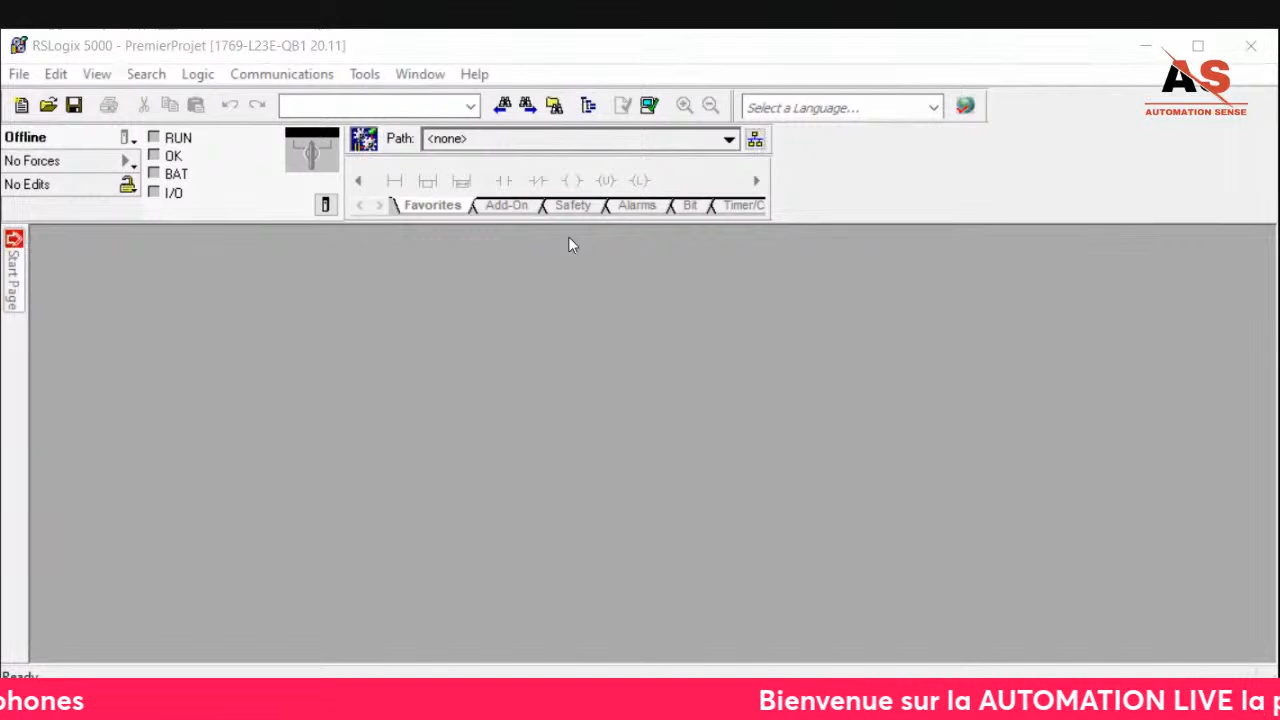 RSLogix 5000 - PremierProjet [1769-L23E-QB1 20.11]
File Edit View Search Logic Communications Tools Window Help
AS
AUTOMATION SENSE
Select a Language...
Offline
RUN
Path: <none>
No Forces
OK
BAT
No Edits
I/O
Favorites Add-On Safety Alarms Bit Timer/C
Start Page
Ready
phones
Bienvenue sur la AUTOMATION LIVE la p